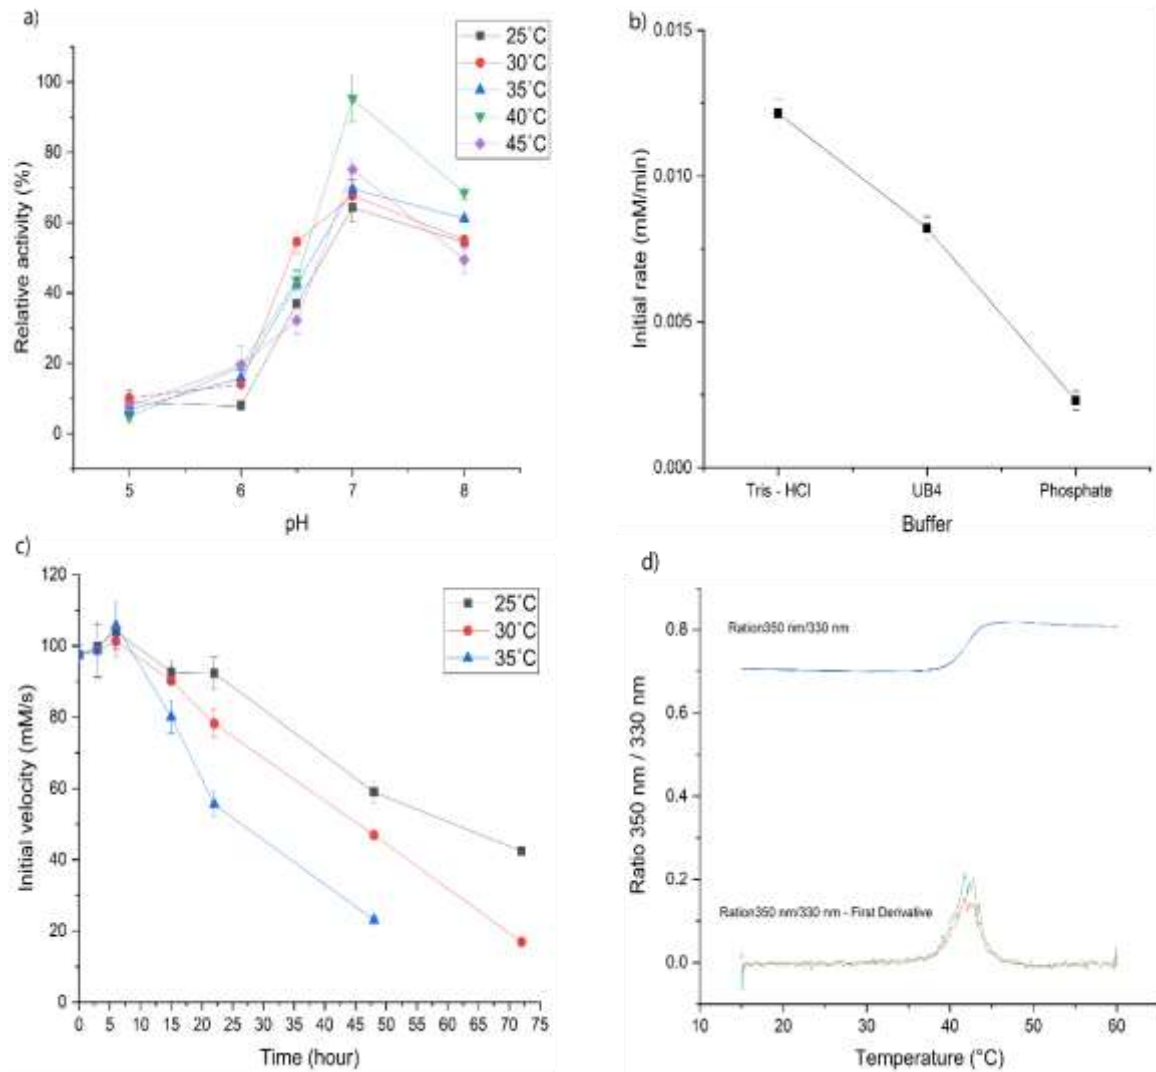 a)
25°C
30°C
35°C
40°C
45°C
Relative activity (%)
100
80
60
40
20
0
5 6 7 8
pH
b)
Initial rate (mM/min)
0.015
0.010
0.005
0.000
Tris - HCl UB4 Phosphate
Buffer
c)
25°C
30°C
35°C
Initial velocity (mM/s)
120
100
80
60
40
20
0
0 5 10 15 20 25 30 35 40 45 50 55 60 65 70 75
Time (hour)
d)
Ration350 nm/330 nm
Ration350 nm/330 nm - First Derivative
Ratio 350 nm / 330 nm
0.8
0.6
0.4
0.2
0.0
10 20 30 40 50 60
Temperature (°C)